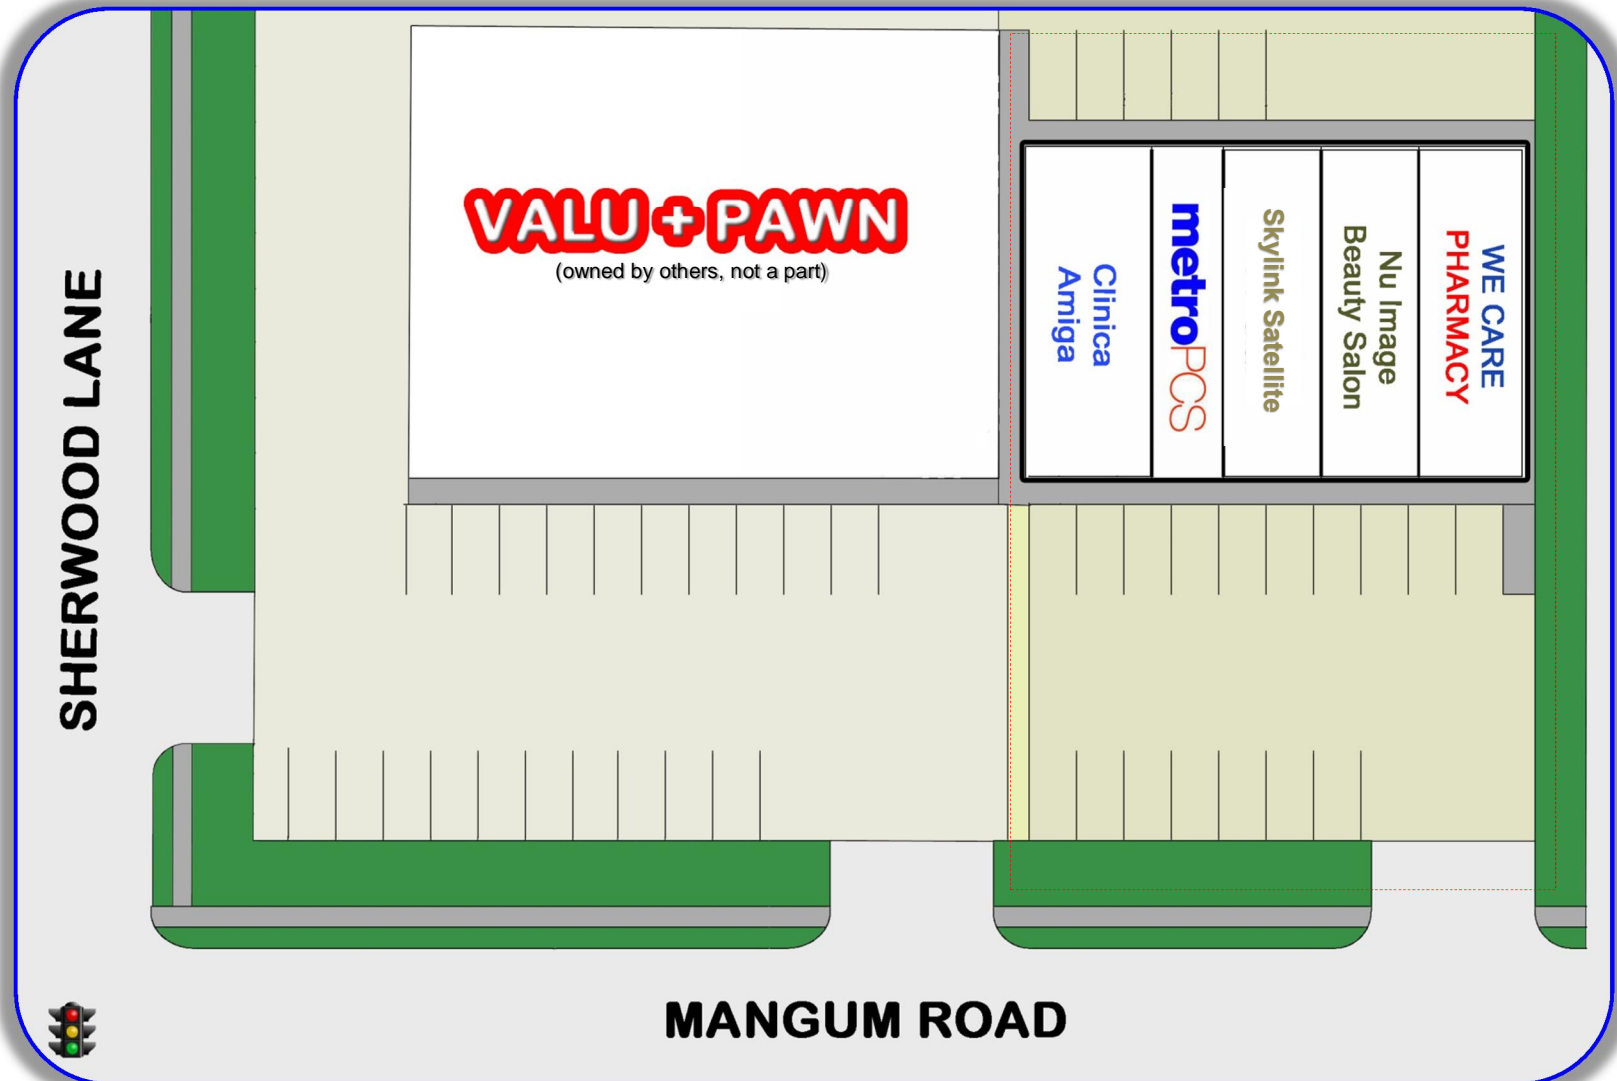 VALU+PAWN
(owned by others, not a part)
Clinica
Amiga
metroPCS
Skylink Satellite
Nu Image
Beauty Salon
WE CARE
PHARMACY
SHERWOOD LANE
MANGUM ROAD